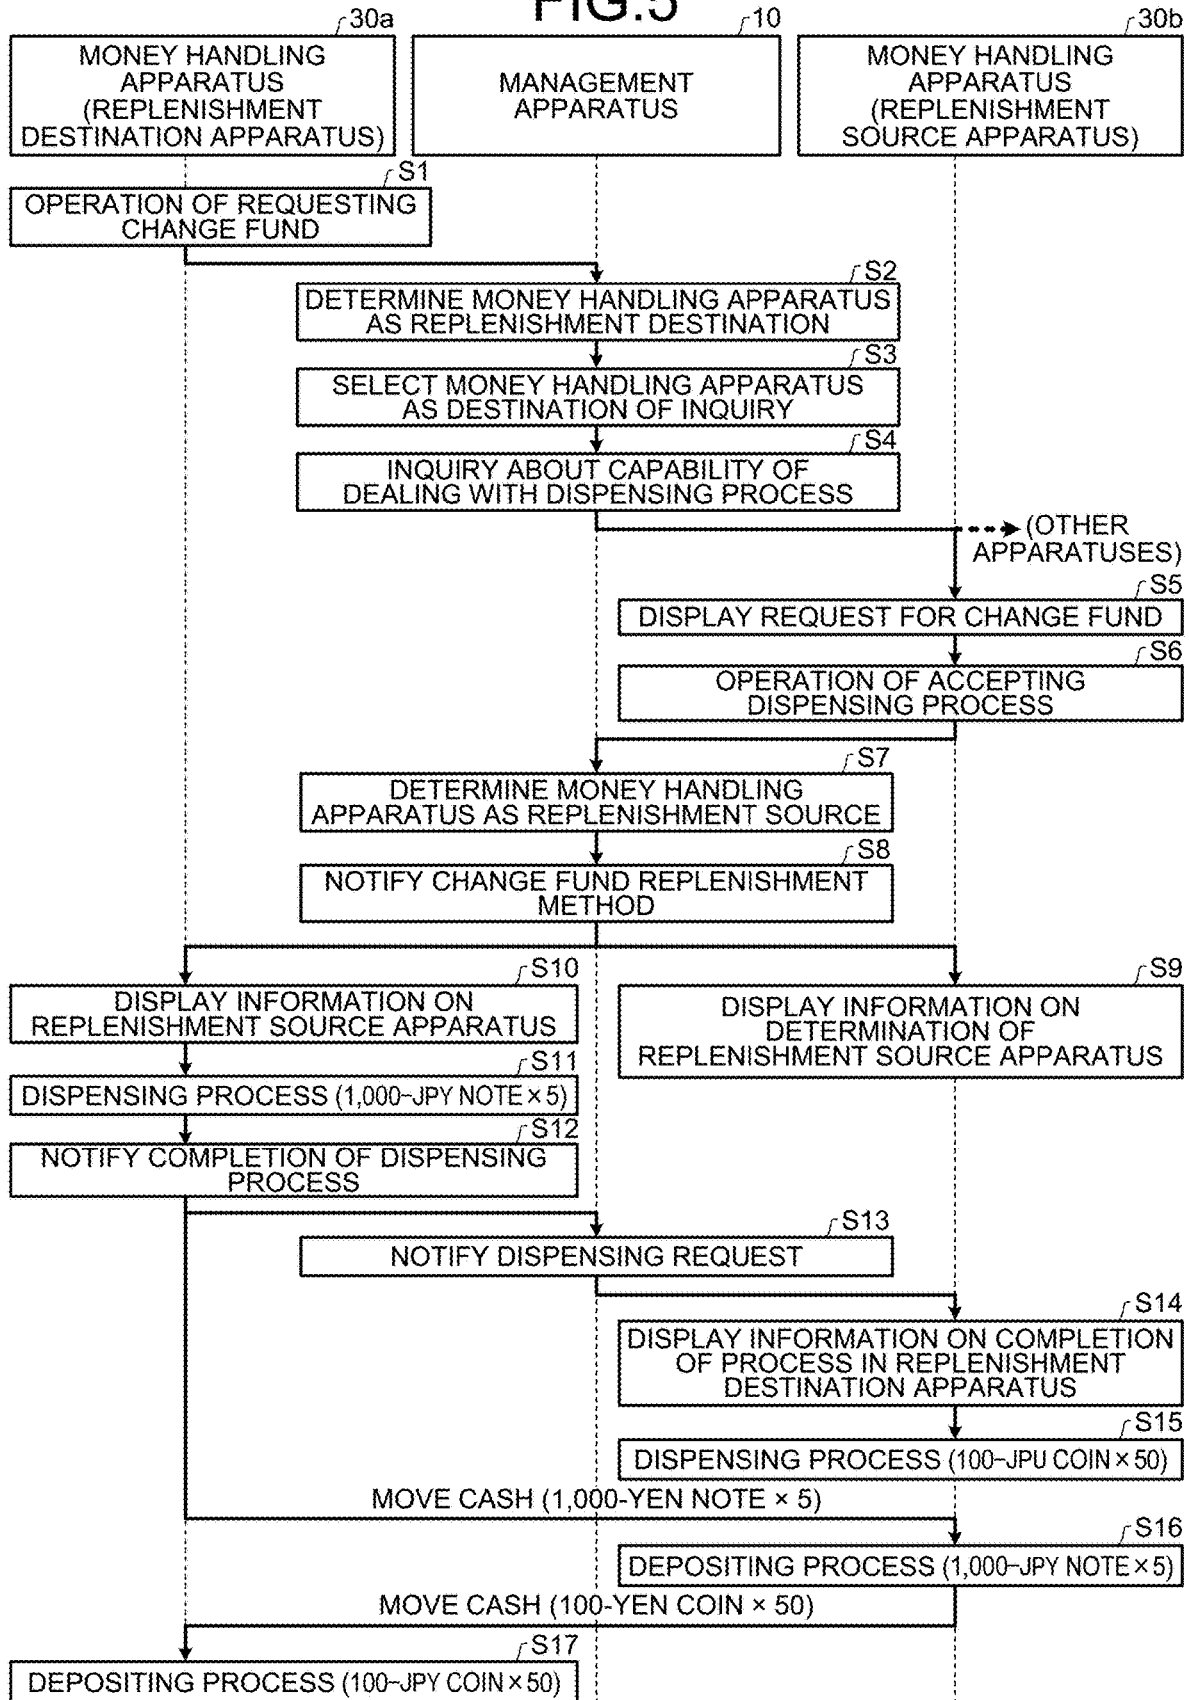 FIG.5
30a
10
30b
MONEY HANDLING
APPARATUS
(REPLENISHMENT
DESTINATION APPARATUS)
MANAGEMENT
APPARATUS
MONEY HANDLING
APPARATUS
(REPLENISHMENT
SOURCE APPARATUS)
S1
OPERATION OF REQUESTING
CHANGE FUND
S2
DETERMINE MONEY HANDLING APPARATUS
AS REPLENISHMENT DESTINATION
S3
SELECT MONEY HANDLING APPARATUS
AS DESTINATION OF INQUIRY
S4
INQUIRY ABOUT CAPABILITY OF
DEALING WITH DISPENSING PROCESS
(OTHER
APPARATUSES)
S5
DISPLAY REQUEST FOR CHANGE FUND
S6
OPERATION OF ACCEPTING
DISPENSING PROCESS
S7
DETERMINE MONEY HANDLING
APPARATUS AS REPLENISHMENT SOURCE
S8
NOTIFY CHANGE FUND REPLENISHMENT
METHOD
S10
DISPLAY INFORMATION ON
REPLENISHMENT SOURCE APPARATUS
S9
DISPLAY INFORMATION ON
DETERMINATION OF
REPLENISHMENT SOURCE APPARATUS
S11
DISPENSING PROCESS (1,000-JPY NOTE × 5)
S12
NOTIFY COMPLETION OF DISPENSING
PROCESS
S13
NOTIFY DISPENSING REQUEST
S14
DISPLAY INFORMATION ON COMPLETION
OF PROCESS IN REPLENISHMENT
DESTINATION APPARATUS
S15
DISPENSING PROCESS (100-JPU COIN × 50)
MOVE CASH (1,000-YEN NOTE × 5)
S16
DEPOSITING PROCESS (1,000-JPY NOTE × 5)
MOVE CASH (100-YEN COIN × 50)
S17
DEPOSITING PROCESS (100-JPY COIN × 50)